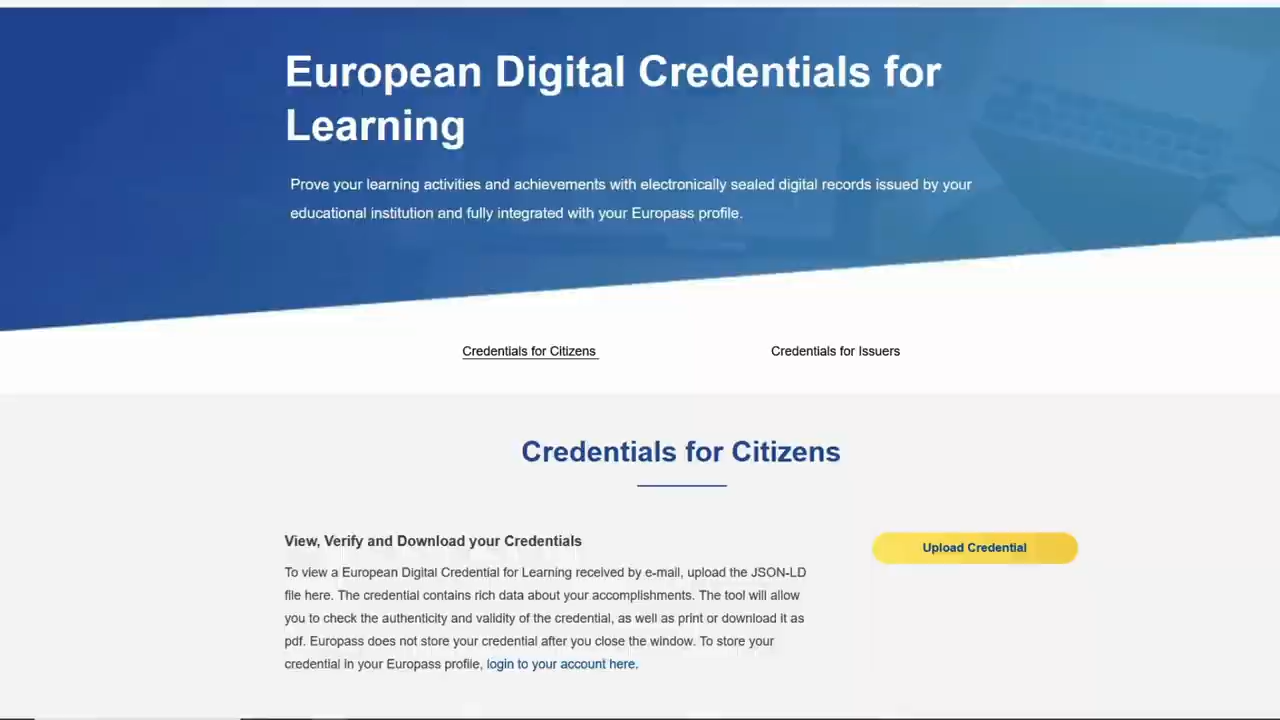 European Digital Credentials for
Learning
Prove your learning activities and achievements with electronically sealed digital records issued by your
educational institution and fully integrated with your Europass profile.
Credentials for Citizens
Credentials for Issuers
Credentials for Citizens
View, Verify and Download your Credentials
To view a European Digital Credential for Learning received by e-mail, upload the JSON-LD
file here. The credential contains rich data about your accomplishments. The tool will allow
you to check the authenticity and validity of the credential, as well as print or download it as
pdf. Europass does not store your credential after you close the window. To store your
credential in your Europass profile, login to your account here.
Upload Credential